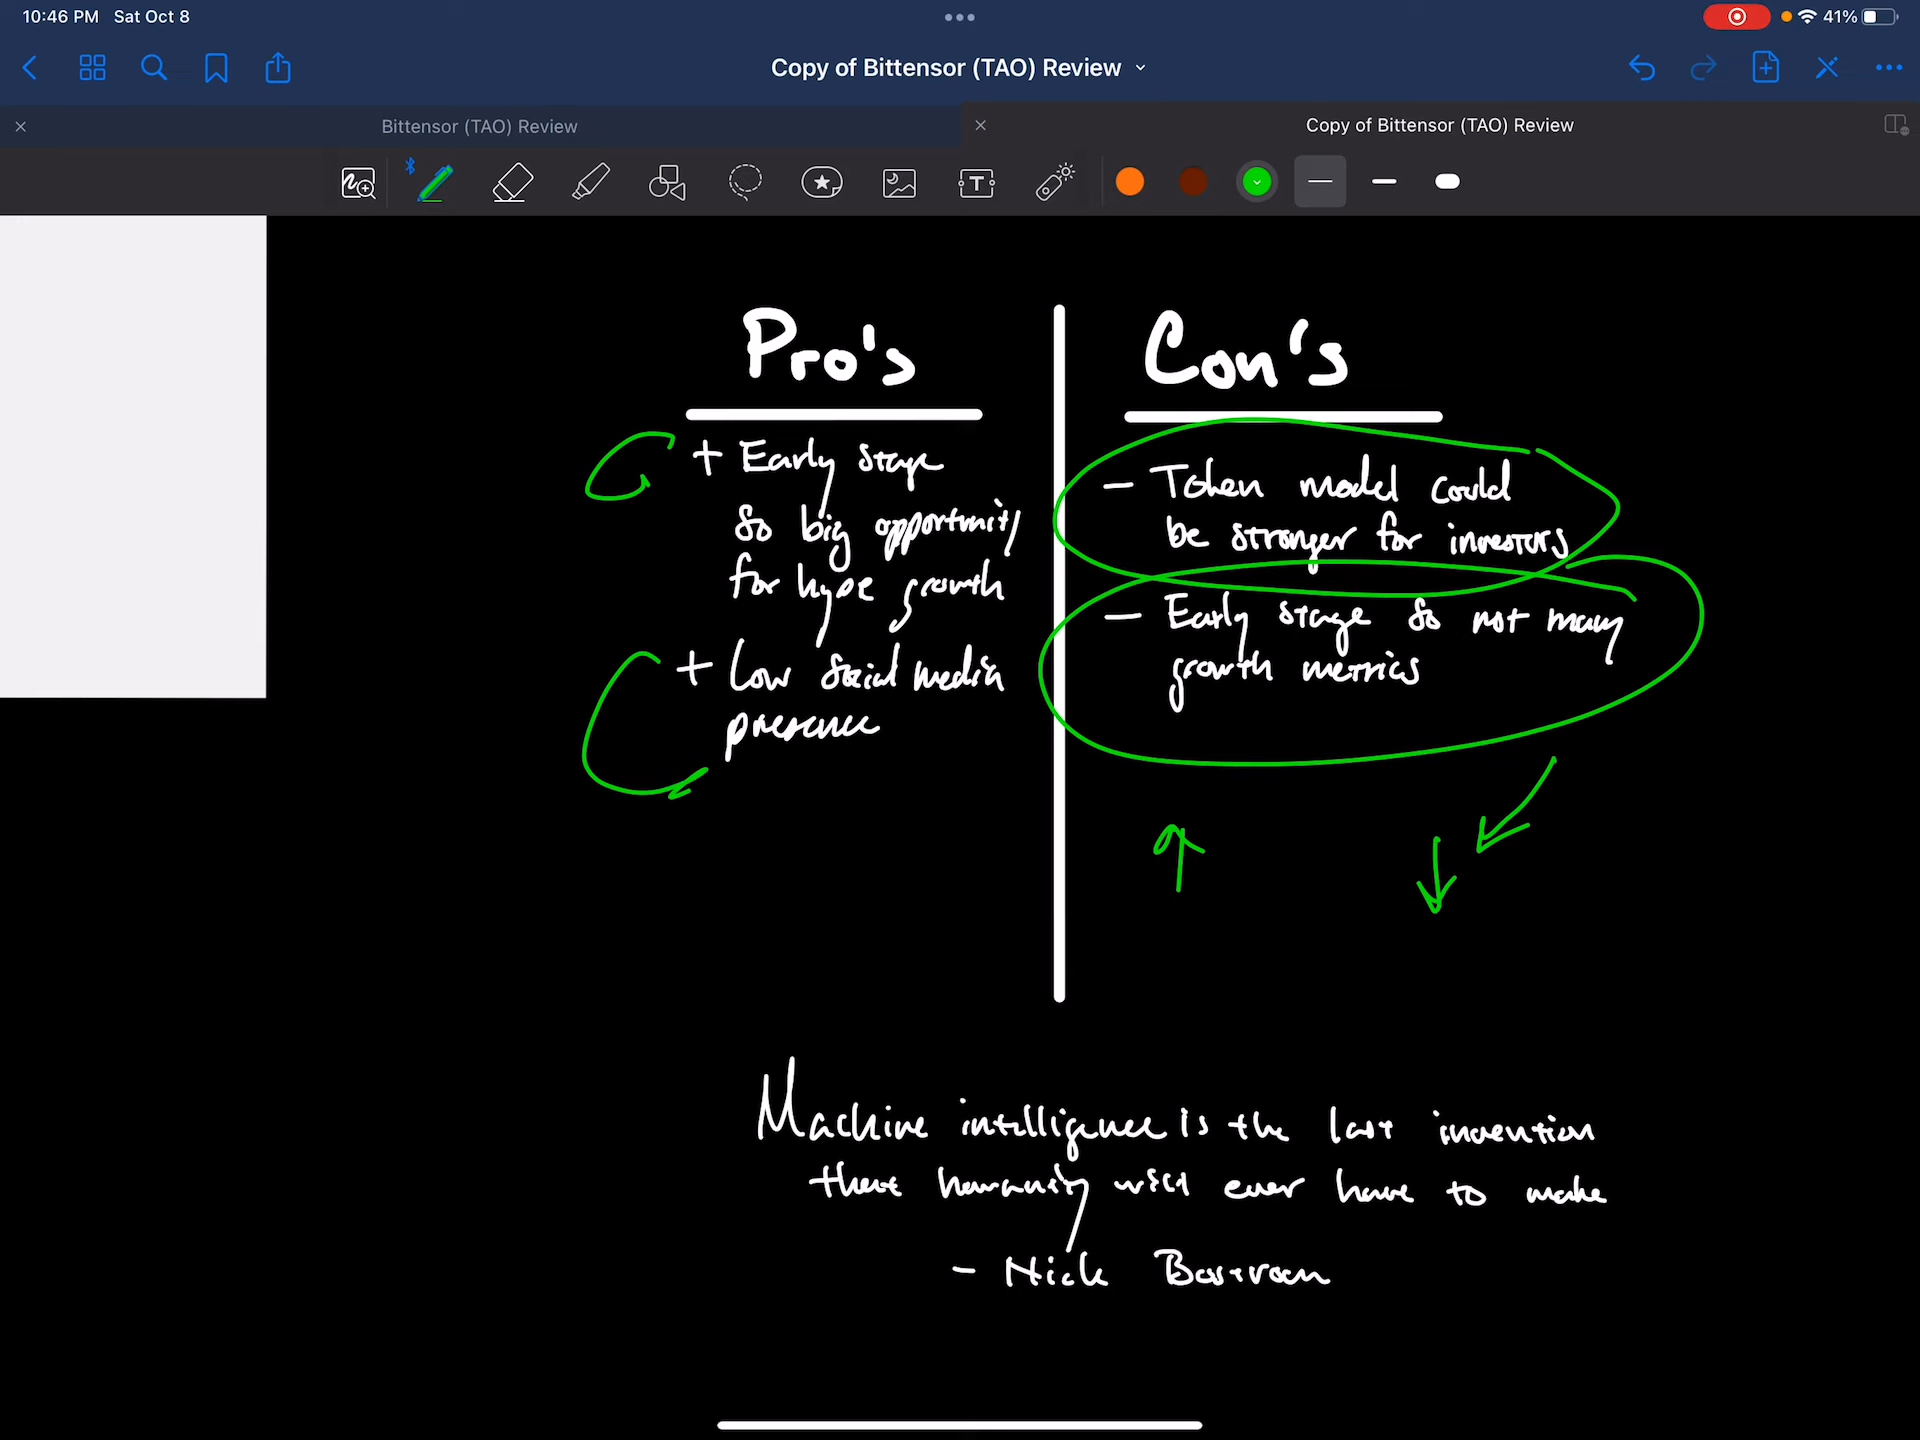 10:46 PM Sat Oct 8
41%
Copy of Bittensor (TAO) Review
Bittensor (TAO) Review
Copy of Bittensor (TAO) Review
Pro's
Con's
+ Early stage
so big opportunity
for hype growth
+ Low social media
presence
- Token model could
be stronger for investors
- Early stage so not many
growth metrics
Machine intelligence is the last invention
that humanity will ever have to make
- Nick Bostrom